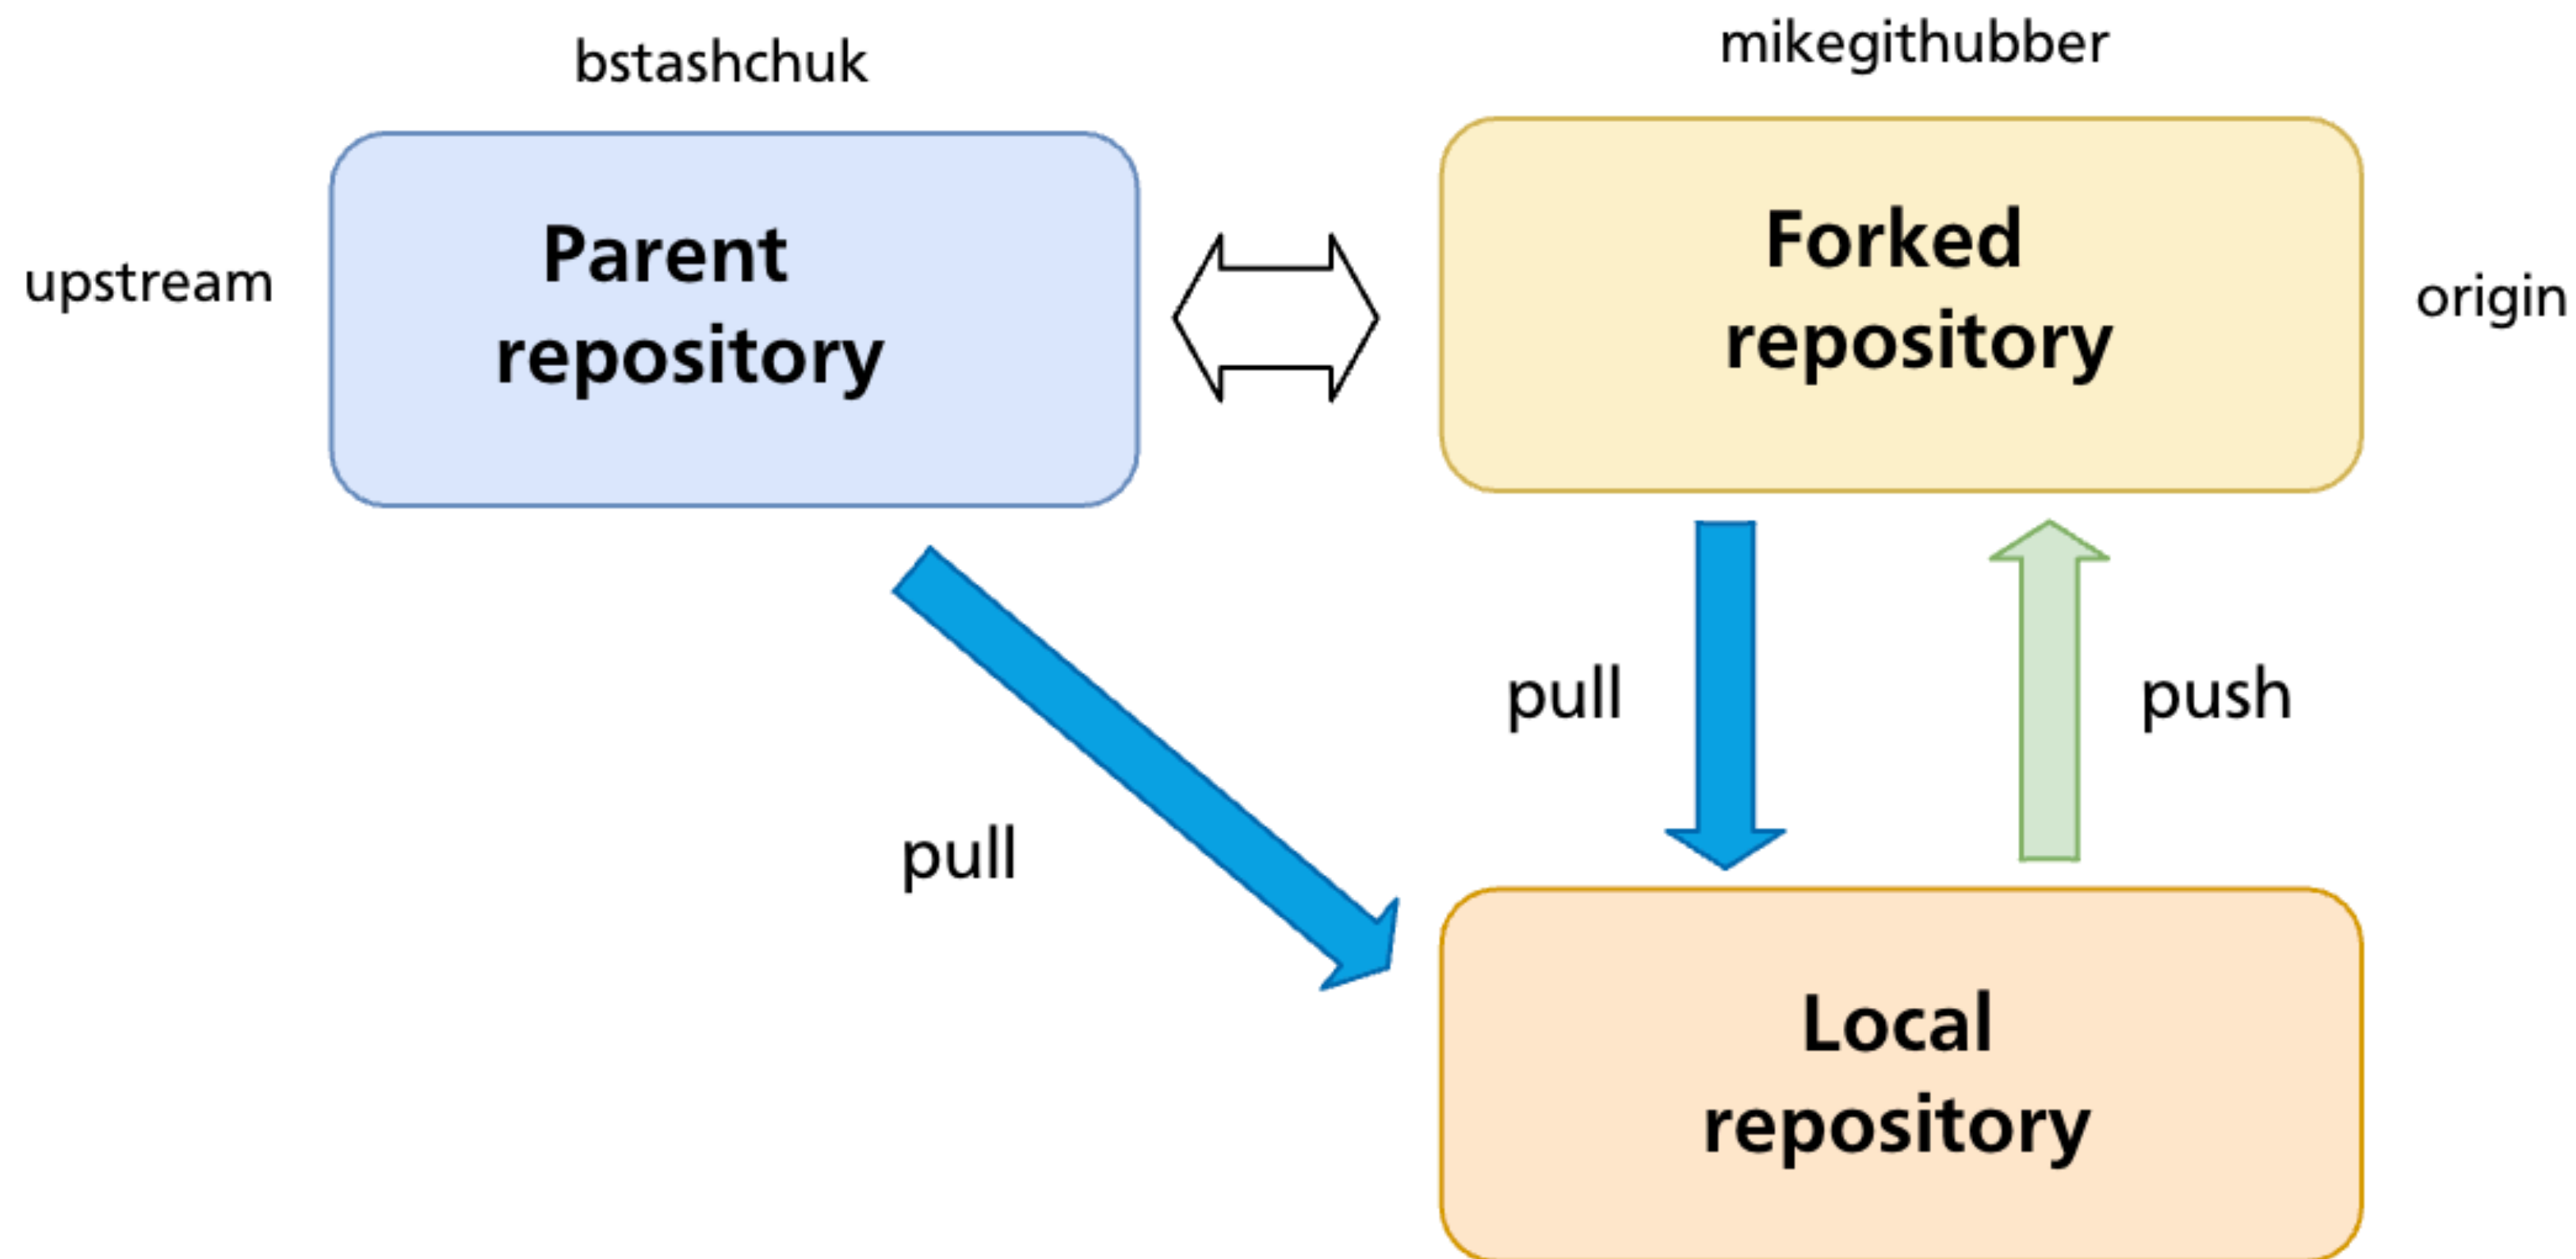 bstashchuk
mikegithubber
upstream
Parent
repository
Forked
repository
origin
pull
pull
push
Local
repository